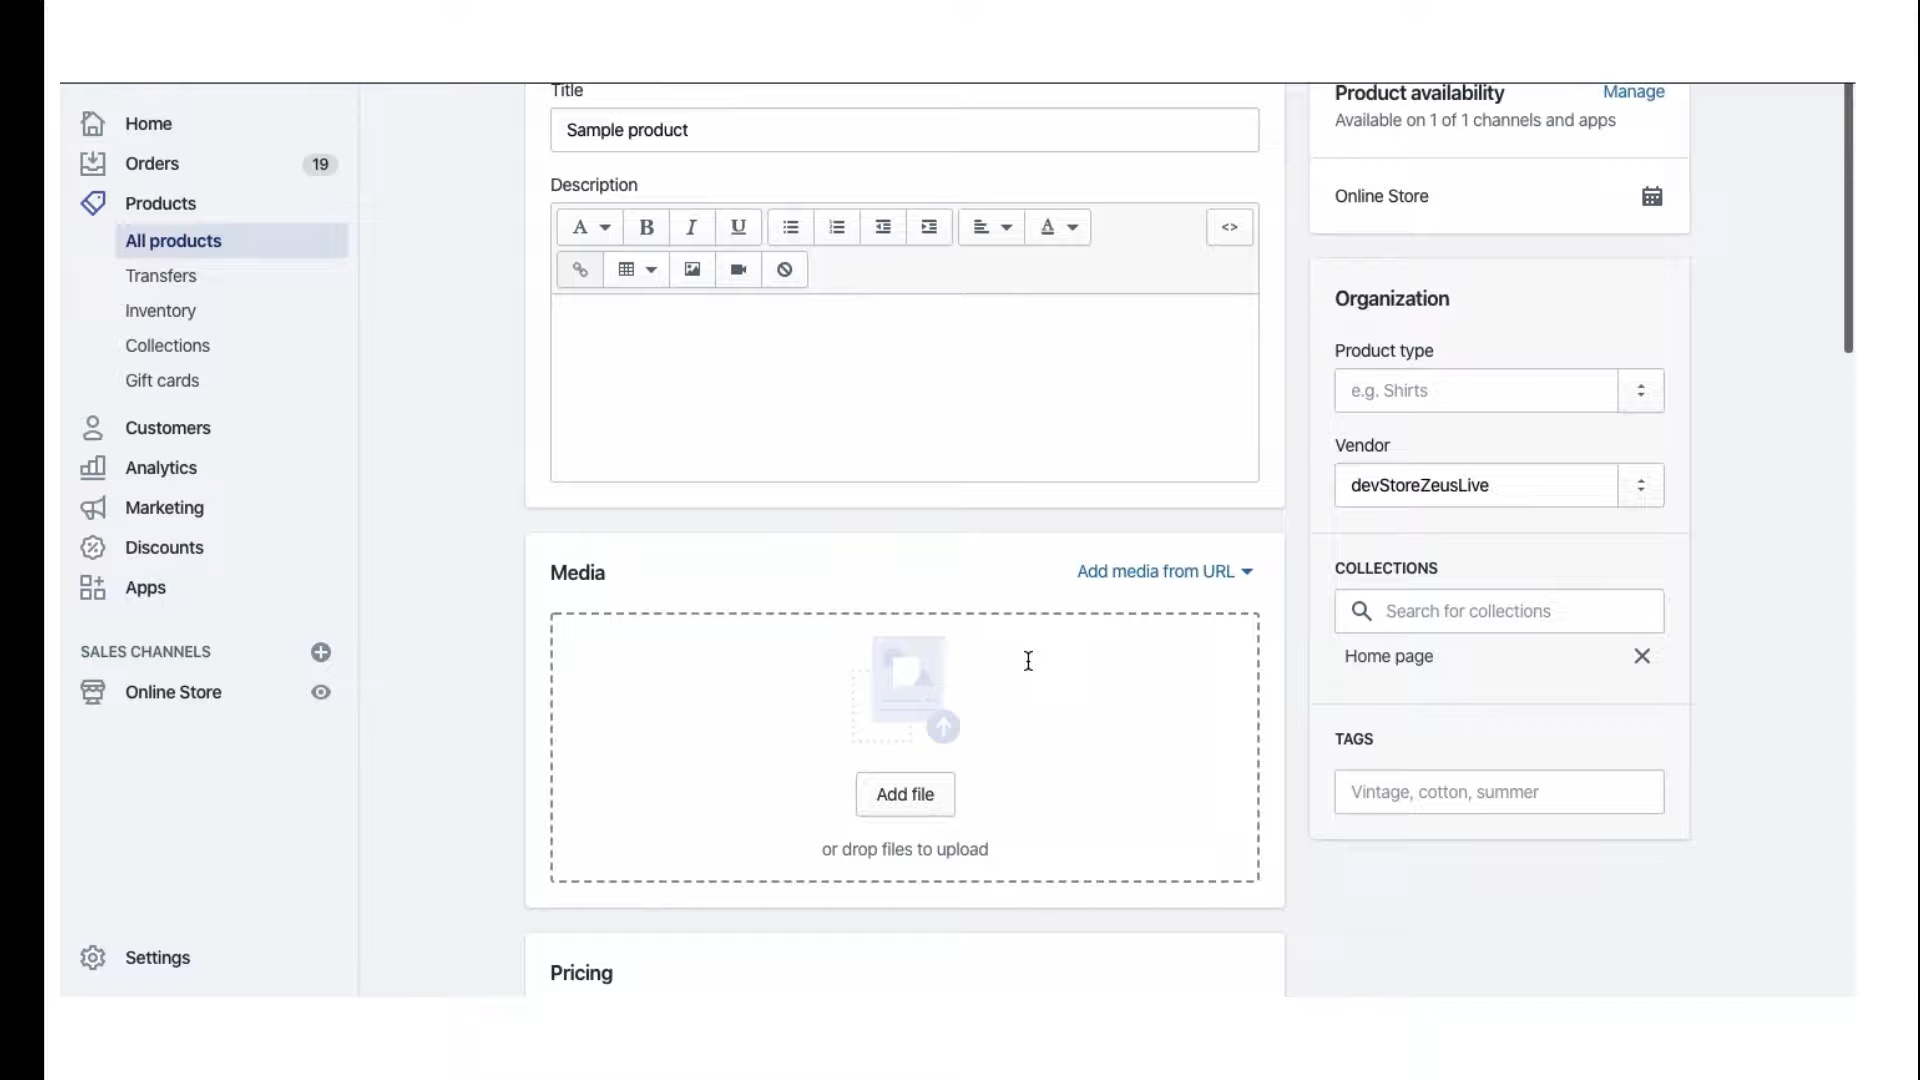 Home
Orders 19
Products
All products
Transfers
Inventory
Collections
Gift cards
Customers
Analytics
Marketing
Discounts
Apps
SALES CHANNELS
Online Store
Settings
Title
Sample product
Description
A B I U A <>
Media Add media from URL
Add file
or drop files to upload
Pricing
Product availability Manage
Available on 1 of 1 channels and apps
Online Store
Organization
Product type
e.g. Shirts
Vendor
devStoreZeusLive
COLLECTIONS
Search for collections
Home page
TAGS
Vintage, cotton, summer